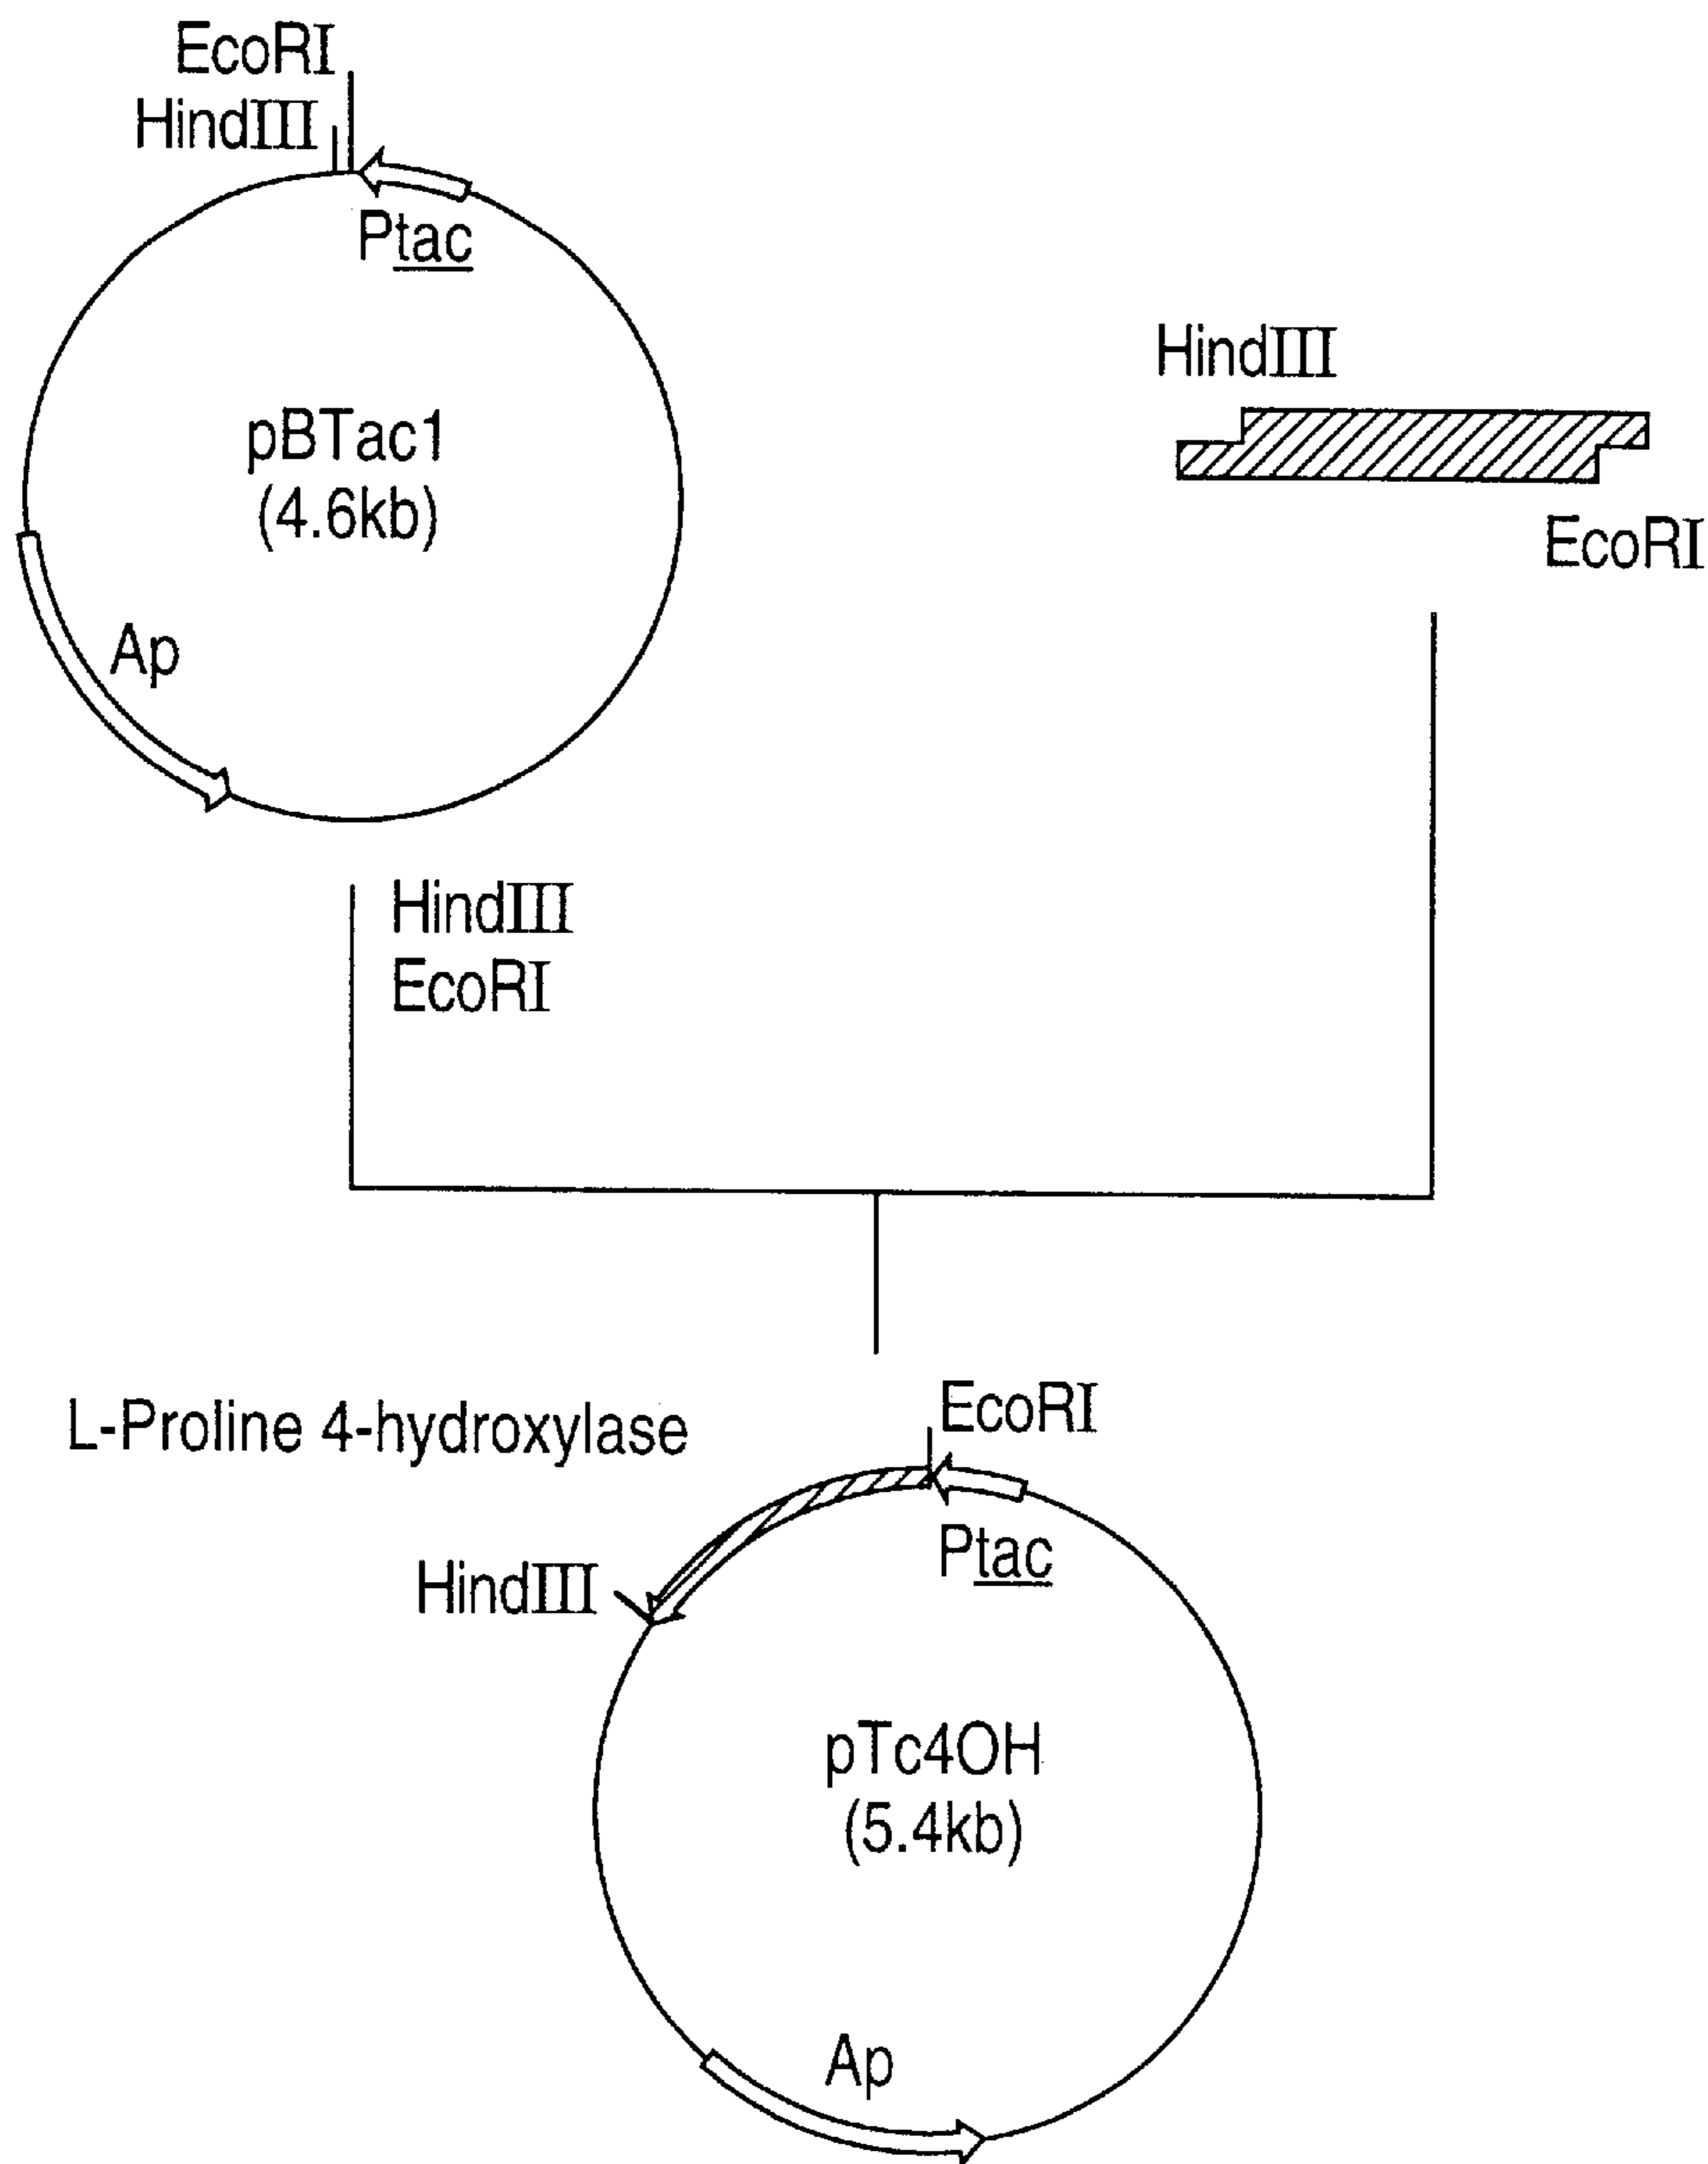 EcoRI
HindIII
Ptac
pBTac1
(4.6kb)
Ap
HindIII
EcoRI
HindIII
EcoRI
L-Proline 4-hydroxylase
EcoRI
Ptac
HindIII
pTc4OH
(5.4kb)
Ap